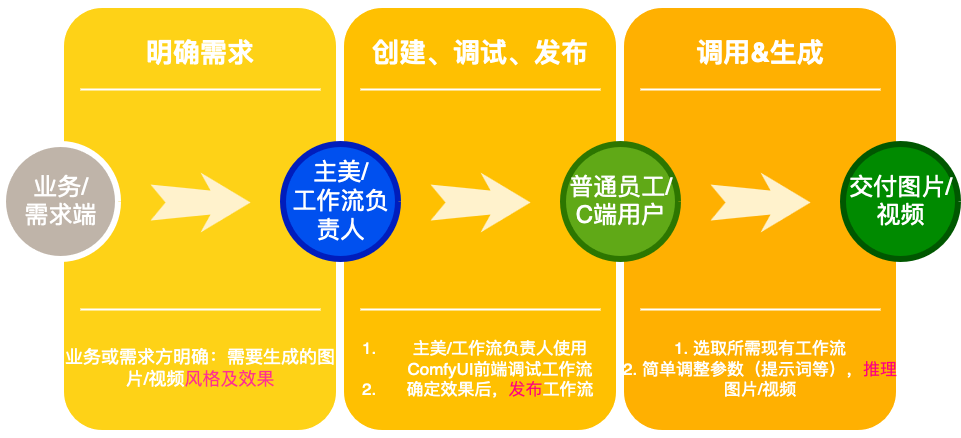 明确需求
创建、调试、发布
调用&生成
业务/
需求端
主美/
工作流负
责人
普通员工/
C端用户
交付图片/
视频
业务或需求方明确：需要生成的图
片/视频风格及效果
1. 主美/工作流负责人使用
ComfyUI前端调试工作流
2. 确定效果后，发布工作流
1. 选取所需现有工作流
2. 简单调整参数（提示词等），推理
图片/视频